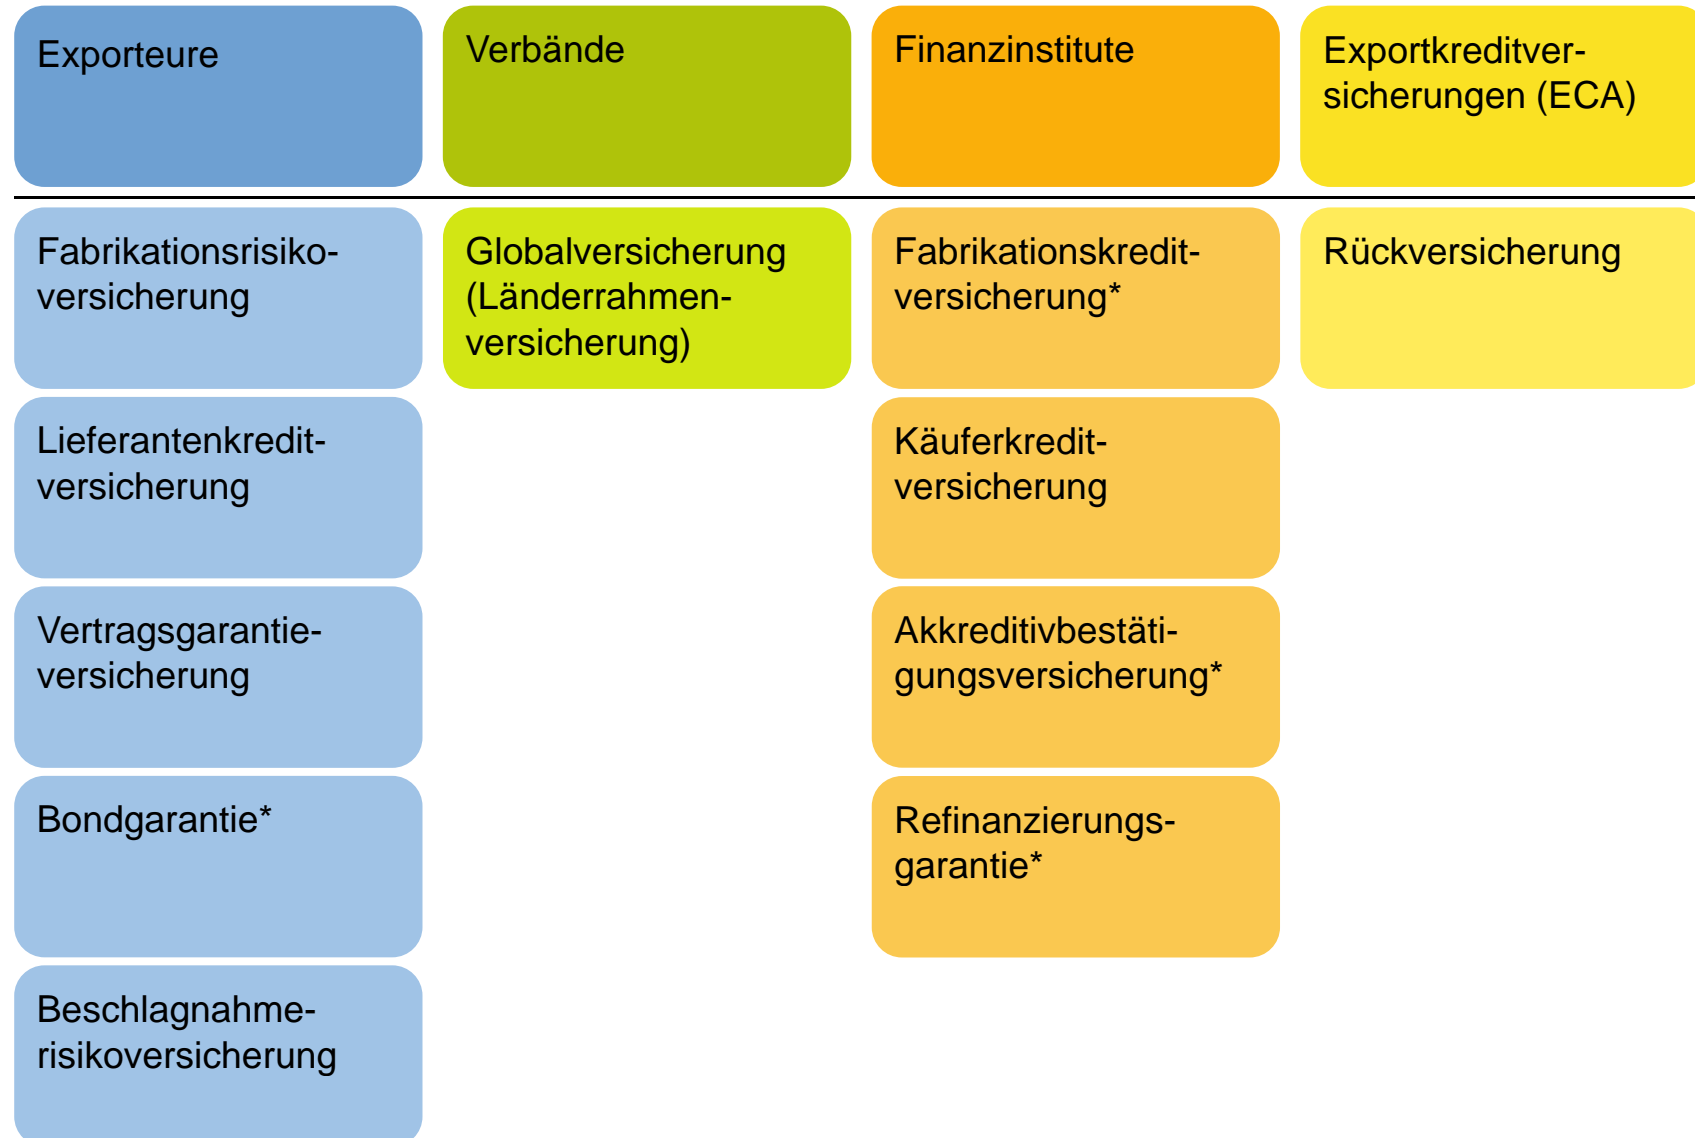 Exporteure
Verbände
Finanzinstitute
Exportkreditver-
sicherungen (ECA)
Fabrikationsrisiko-
versicherung
Globalversicherung
(Länderrahmen-
versicherung)
Fabrikationskredit-
versicherung*
Rückversicherung
Lieferantenkredit-
versicherung
Käuferkredit-
versicherung
Vertragsgarantie-
versicherung
Akkreditivbestäti-
gungsversicherung*
Bondgarantie*
Refinanzierungs-
garantie*
Beschlagnahme-
risikoversicherung